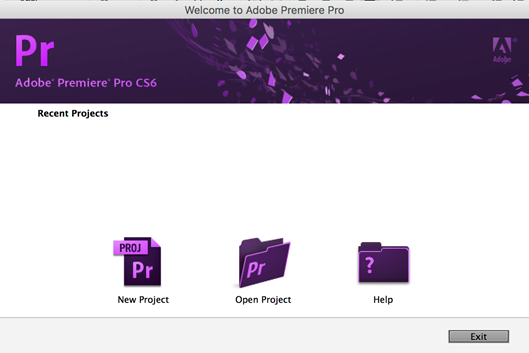 Welcome to Adobe Premiere Pro
Pr
Adobe® Premiere® Pro CS6
Adobe
Recent Projects
PROJ
Pr
Pr
?
New Project
Open Project
Help
Exit